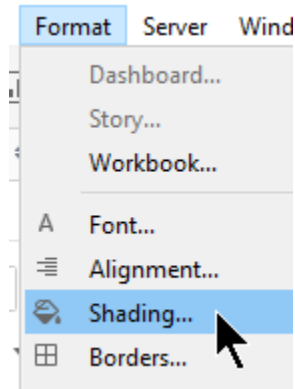 Format Server Wind
Dashboard...
Story...
Workbook...
A Font...
Alignment...
Shading...
Borders...